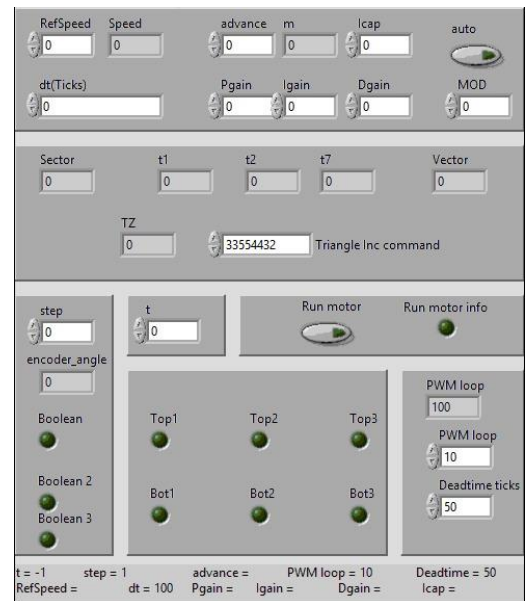 RefSpeed Speed advance m Icap auto
0 0 0 0 0
dt(Ticks) Pgain Igain Dgain MOD
0 0 0 0 0
Sector t1 t2 t7 Vector
0 0 0 0 0
TZ
0 33554432 Triangle Inc command
step t Run motor Run motor info
0 0
encoder_angle
0 PWM loop
100
Boolean Top1 Top2 Top3
PWM loop
10
Boolean 2 Bot1 Bot2 Bot3 Deadtime ticks
50
Boolean 3
t = -1 step = 1 advance = PWM loop = 10 Deadtime = 50
RefSpeed = dt = 100 Pgain = Igain = Dgain = Icap =